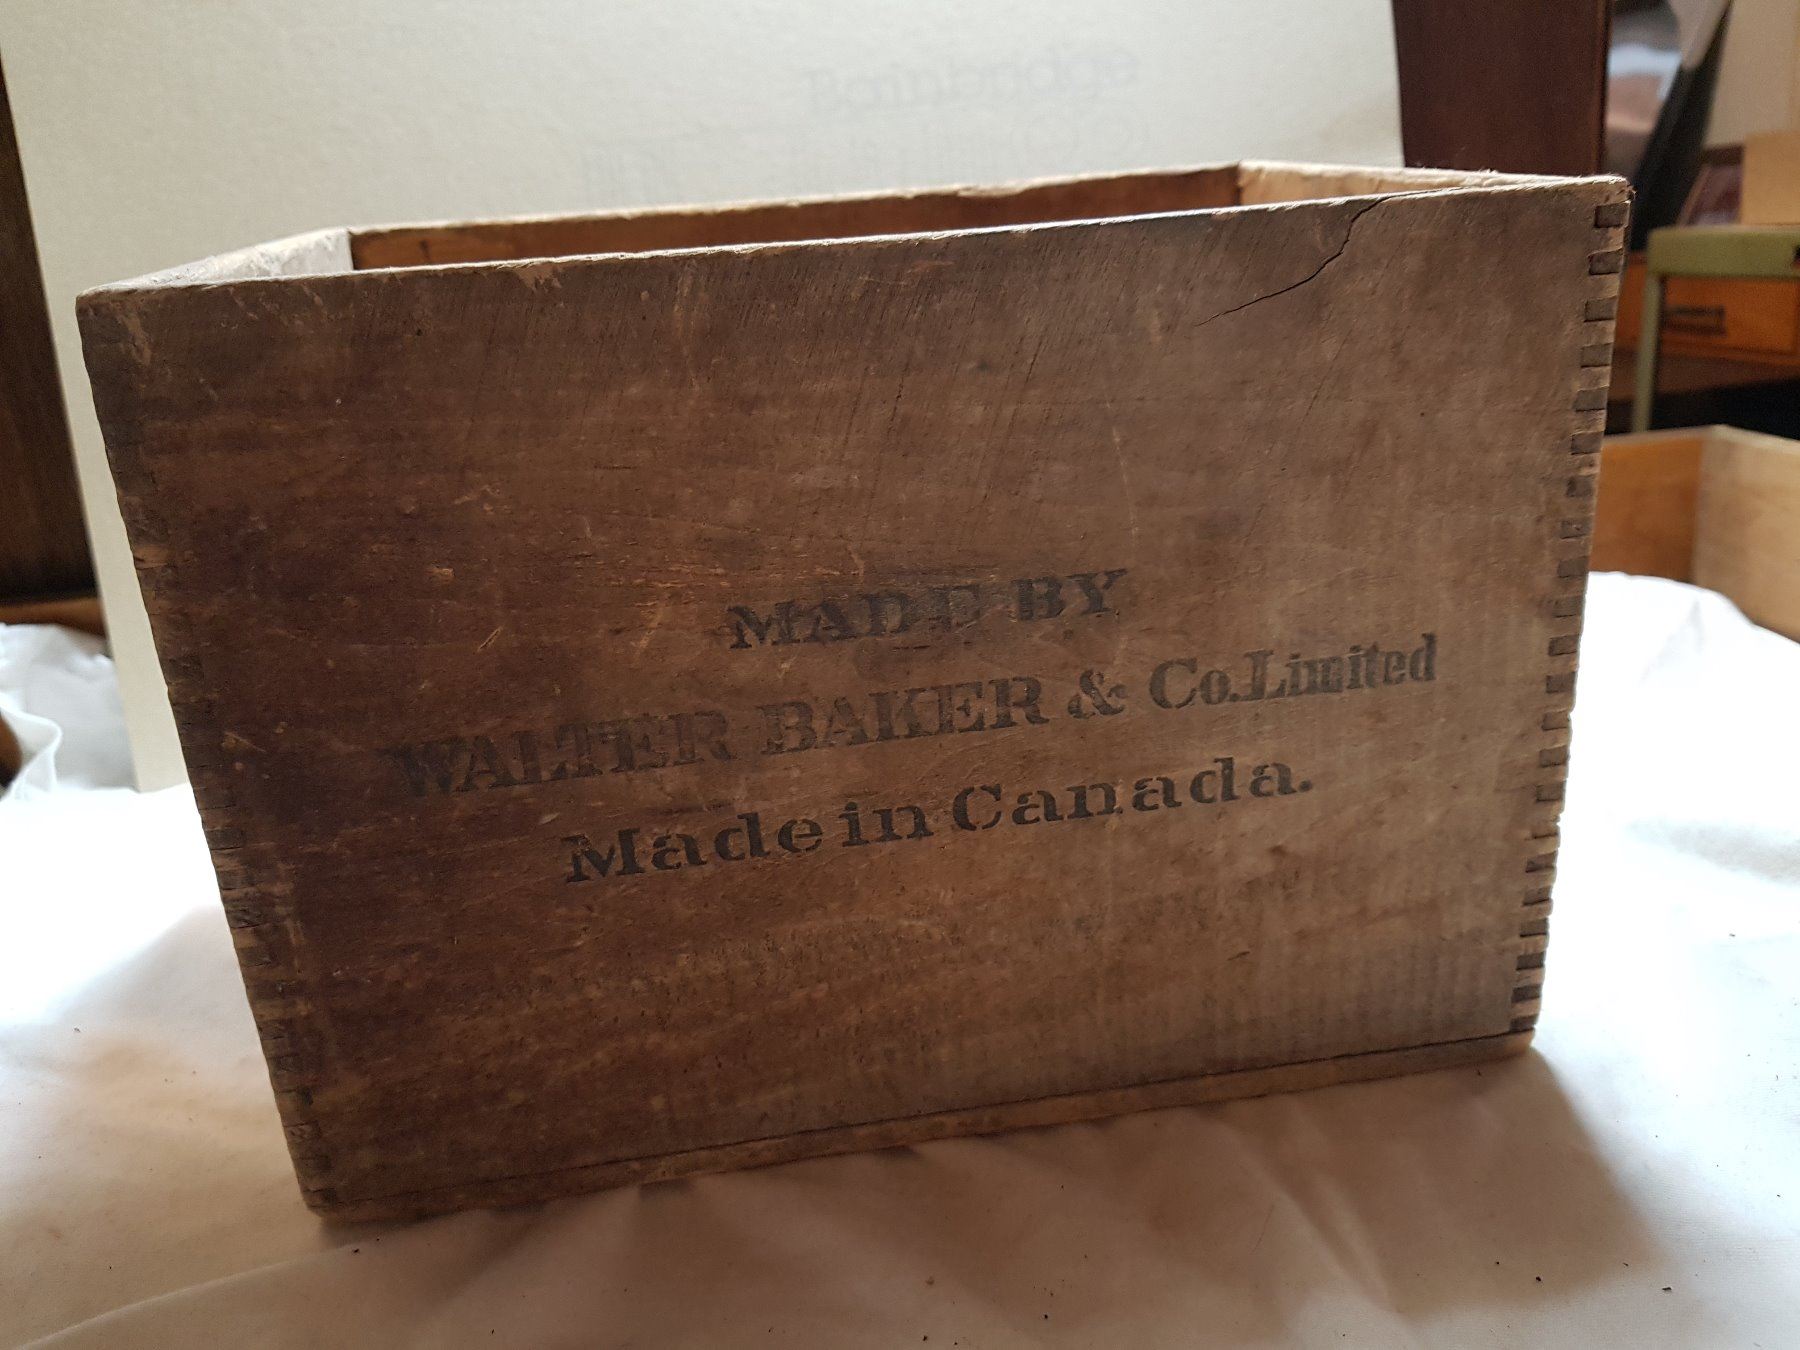 MADE BY
WALTER BAKER & Co. Limited
Made in Canada.